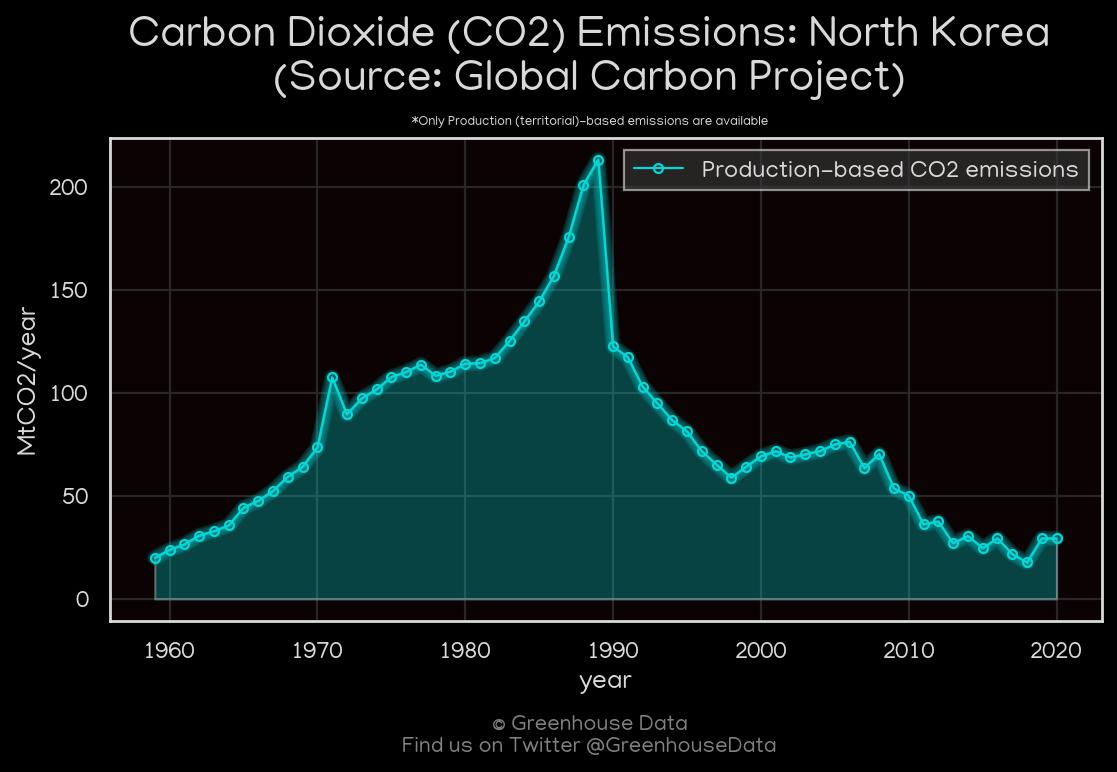 Carbon Dioxide (CO2) Emissions: North Korea
(Source: Global Carbon Project)
*Only Production (territorial)-based emissions are available
Production-based CO2 emissions
200
150
100
50
0
MtCO2/year
1960 1970 1980 1990 2000 2010 2020
year
© Greenhouse Data
Find us on Twitter @GreenhouseData